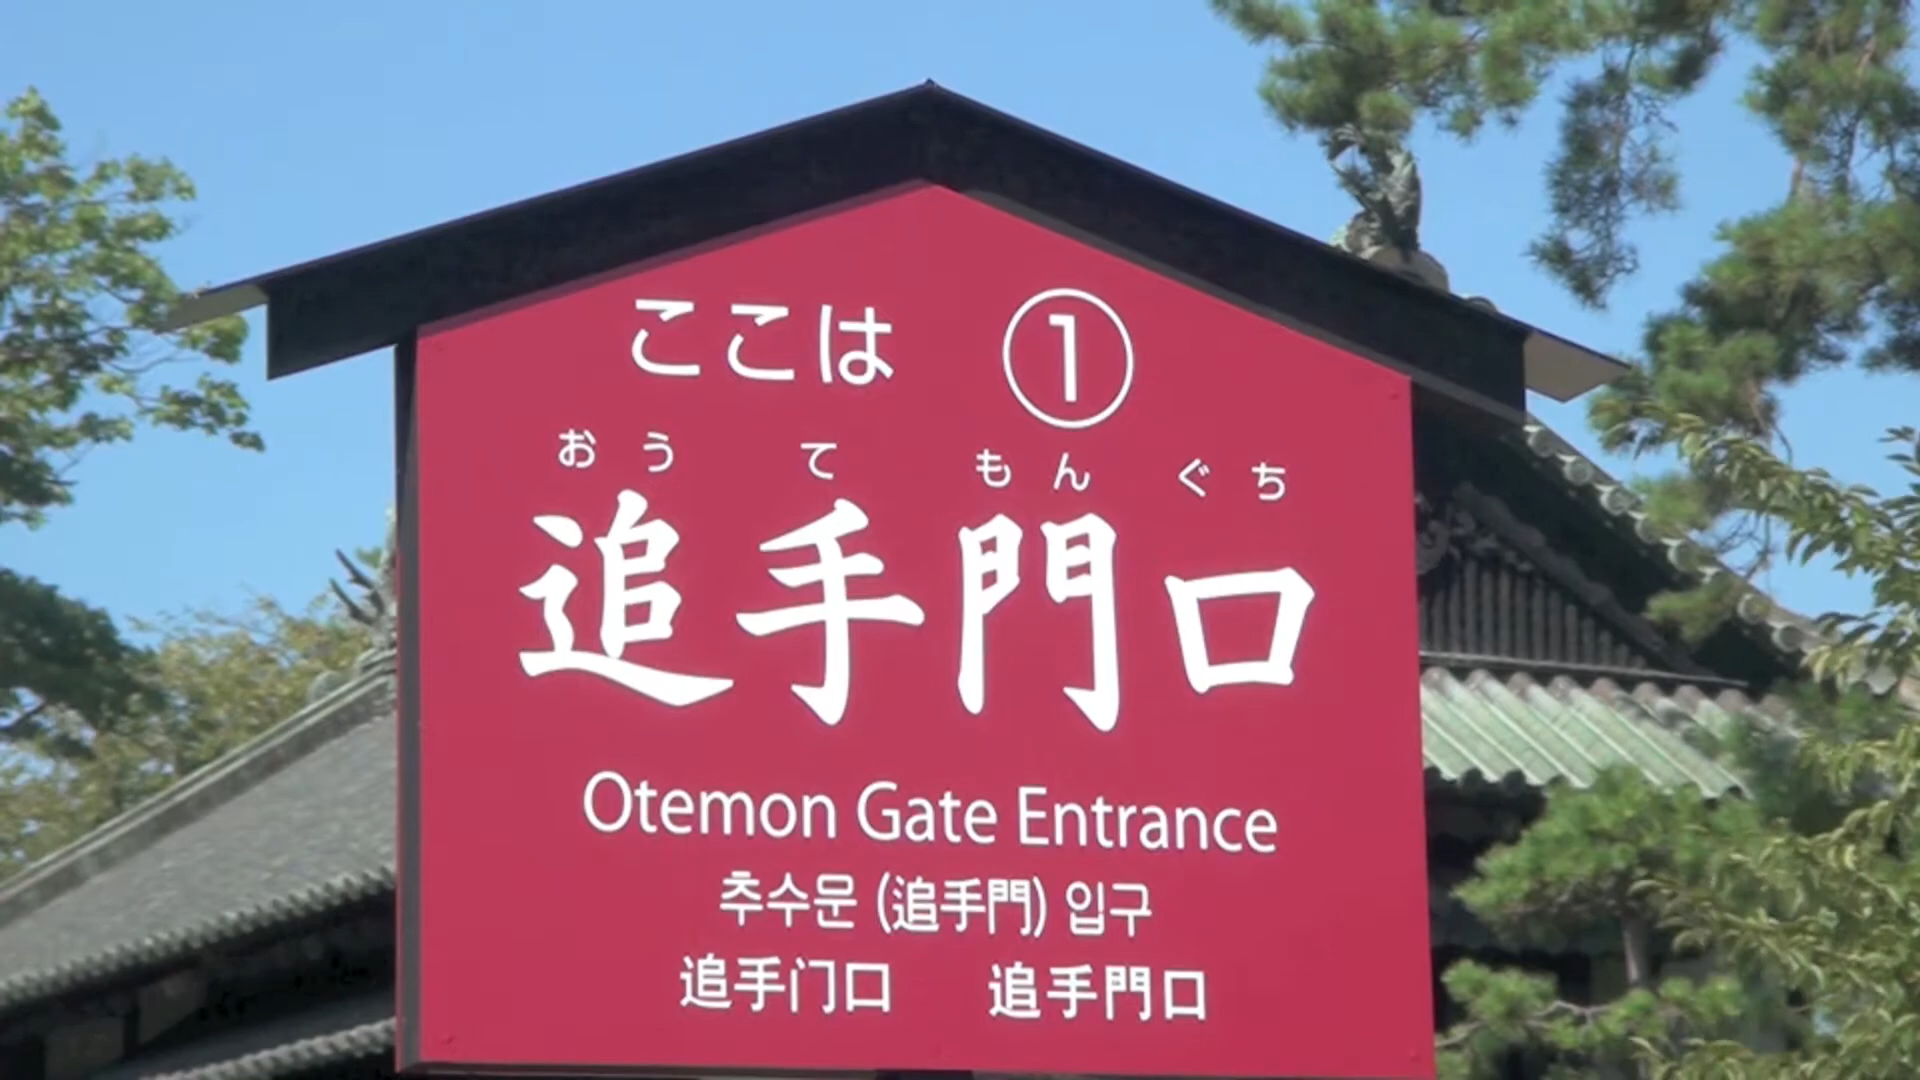 ここは ①
おうてもんぐち
追手門口
Otemon Gate Entrance
추수문 (追手門) 입구
追手门口 追手門口